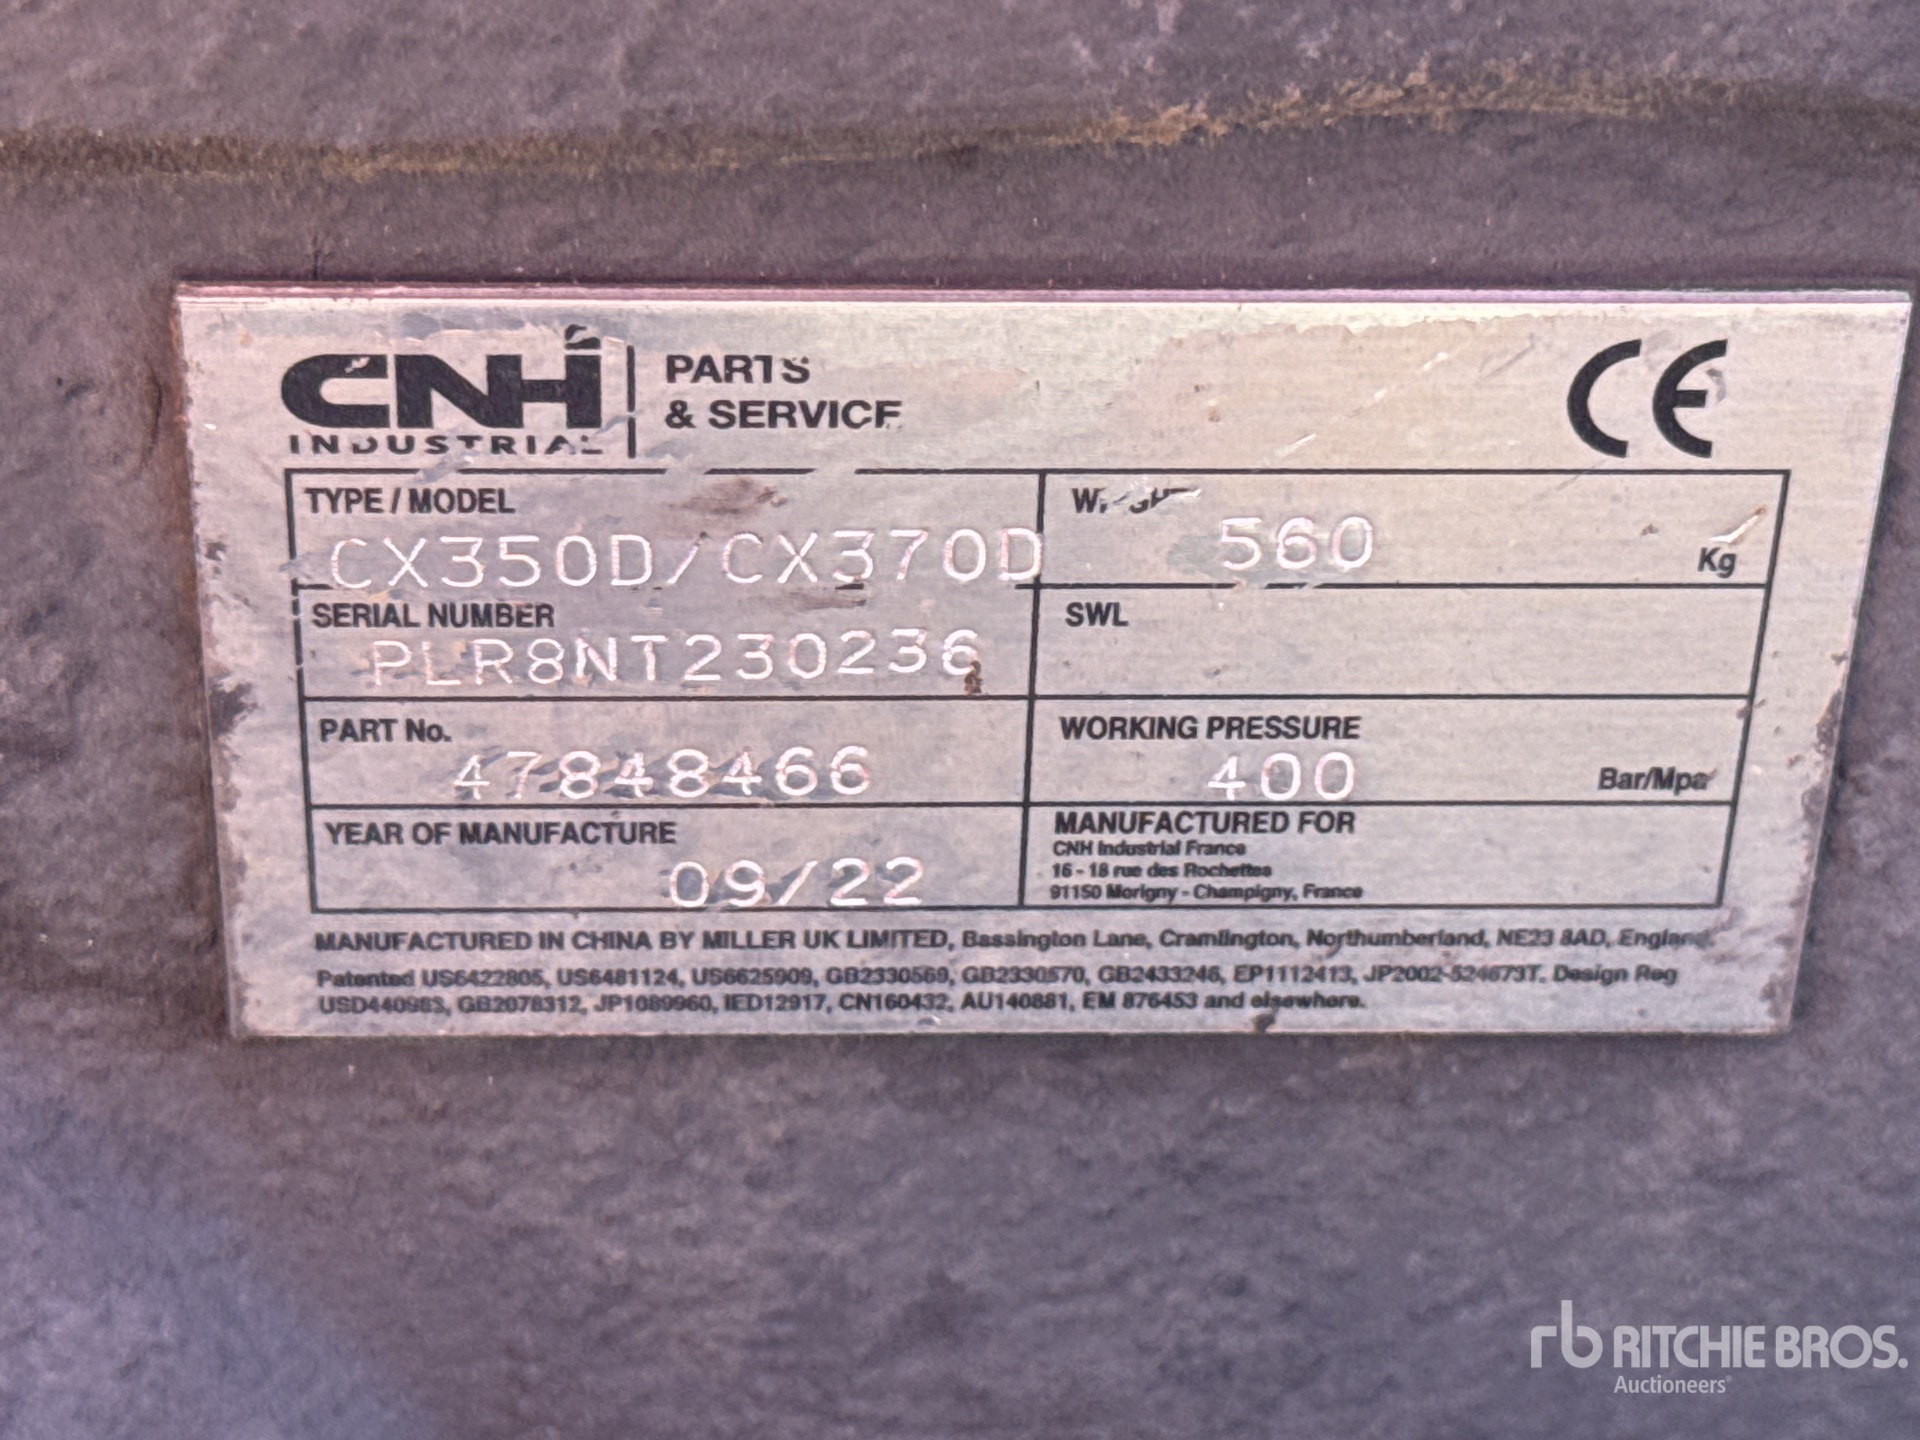 CNH
INDUSTRIAL
PARTS
& SERVICE
CE
TYPE / MODEL
CX350D/CX370D
WEIGHT
560
Kg
SERIAL NUMBER
PLR8NT230236
SWL
PART No.
47848466
WORKING PRESSURE
400
Bar/Mpa
YEAR OF MANUFACTURE
09/22
MANUFACTURED FOR
CNH Industrial France
16 - 18 rue des Rochettes
91150 Morigny - Champigny, France
MANUFACTURED IN CHINA BY MILLER UK LIMITED, Bassington Lane, Cramlington, Northumberland, NE23 8AD, England.
Patented US6422805, US6481124, US6625909, GB2330569, GB2330570, GB2433246, EP1112413, JP2002-524673T. Design Reg
USD440983, GB2078312, JP1089960, IED12917, CN160432, AU140881, EM 876453 and elsewhere.
rb RITCHIE BROS.
Auctioneers